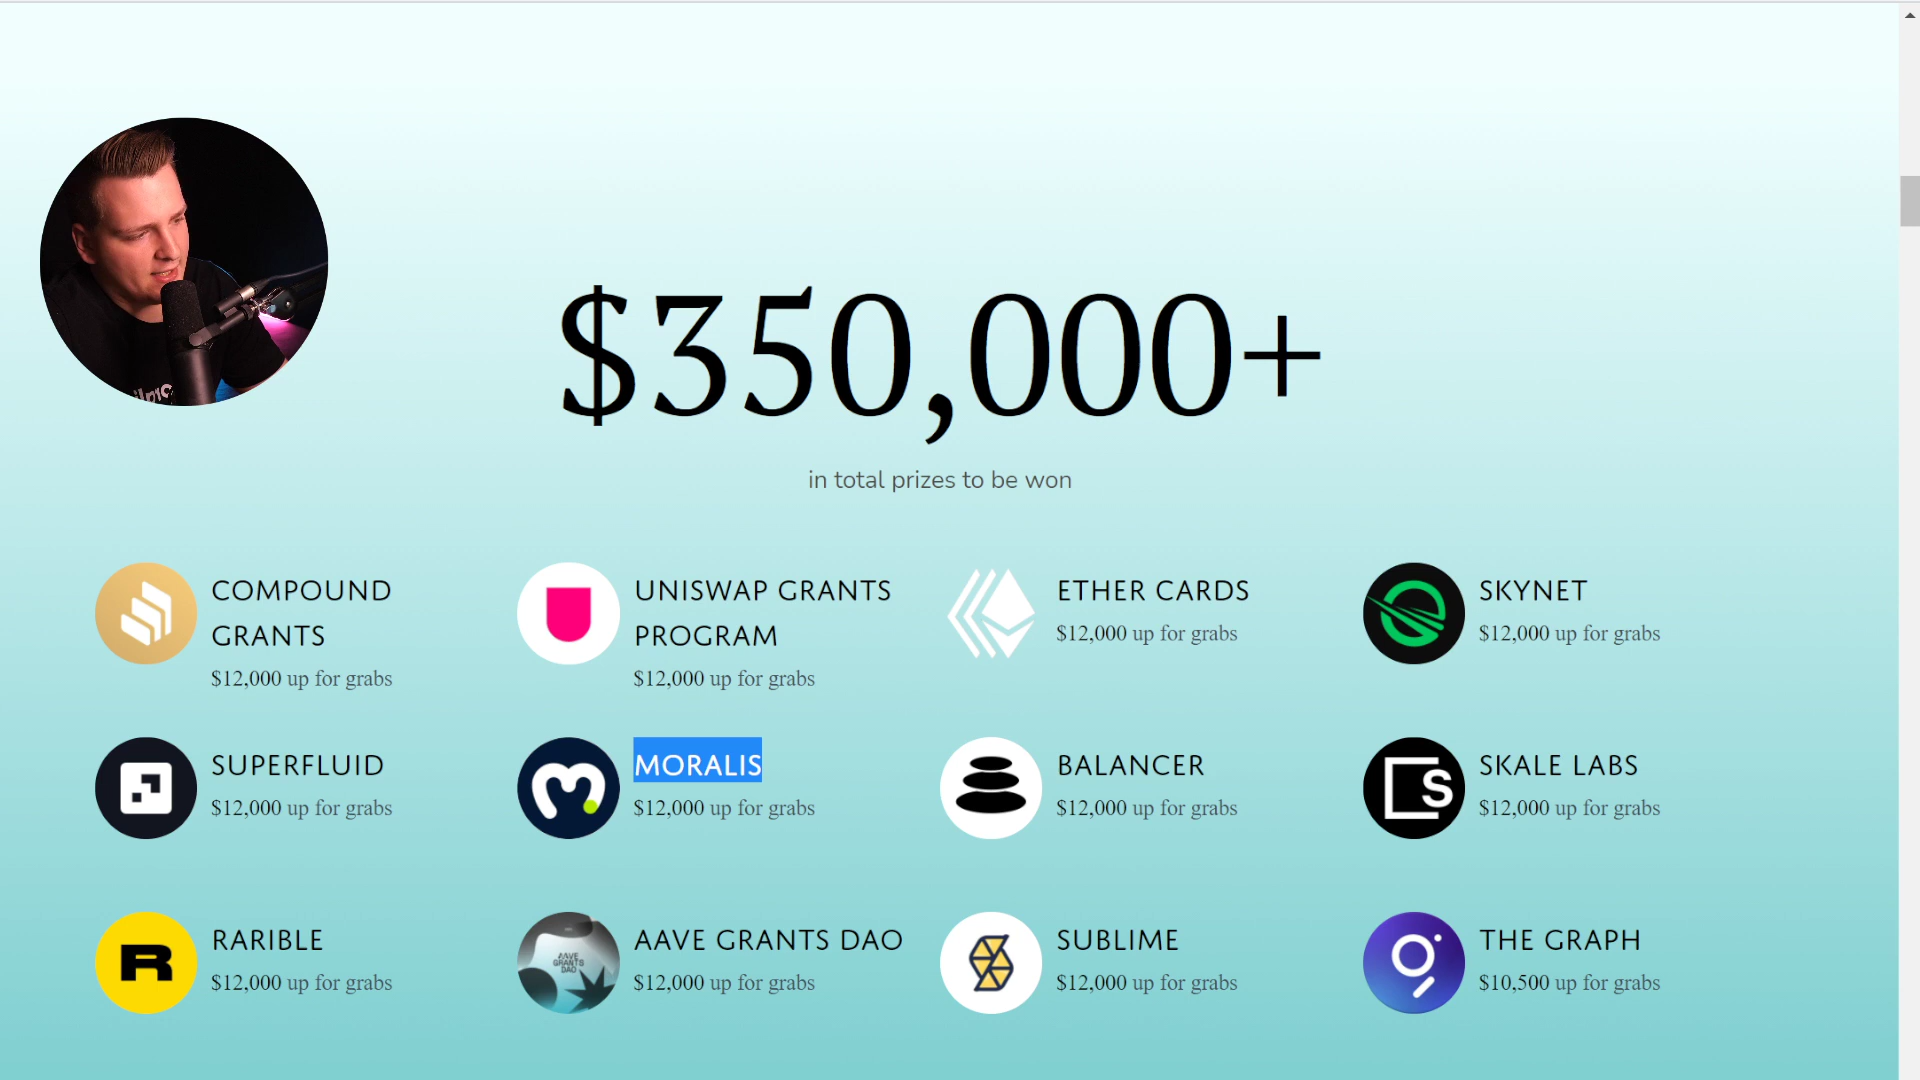 $350,000+
in total prizes to be won
COMPOUND
GRANTS
$12,000 up for grabs
UNISWAP GRANTS
PROGRAM
$12,000 up for grabs
ETHER CARDS
$12,000 up for grabs
SKYNET
$12,000 up for grabs
SUPERFLUID
$12,000 up for grabs
MORALIS
$12,000 up for grabs
BALANCER
$12,000 up for grabs
SKALE LABS
$12,000 up for grabs
S
R
RARIBLE
$12,000 up for grabs
AAVE
GRANTS
DAO
AAVE GRANTS DAO
$12,000 up for grabs
SUBLIME
$12,000 up for grabs
THE GRAPH
$10,500 up for grabs